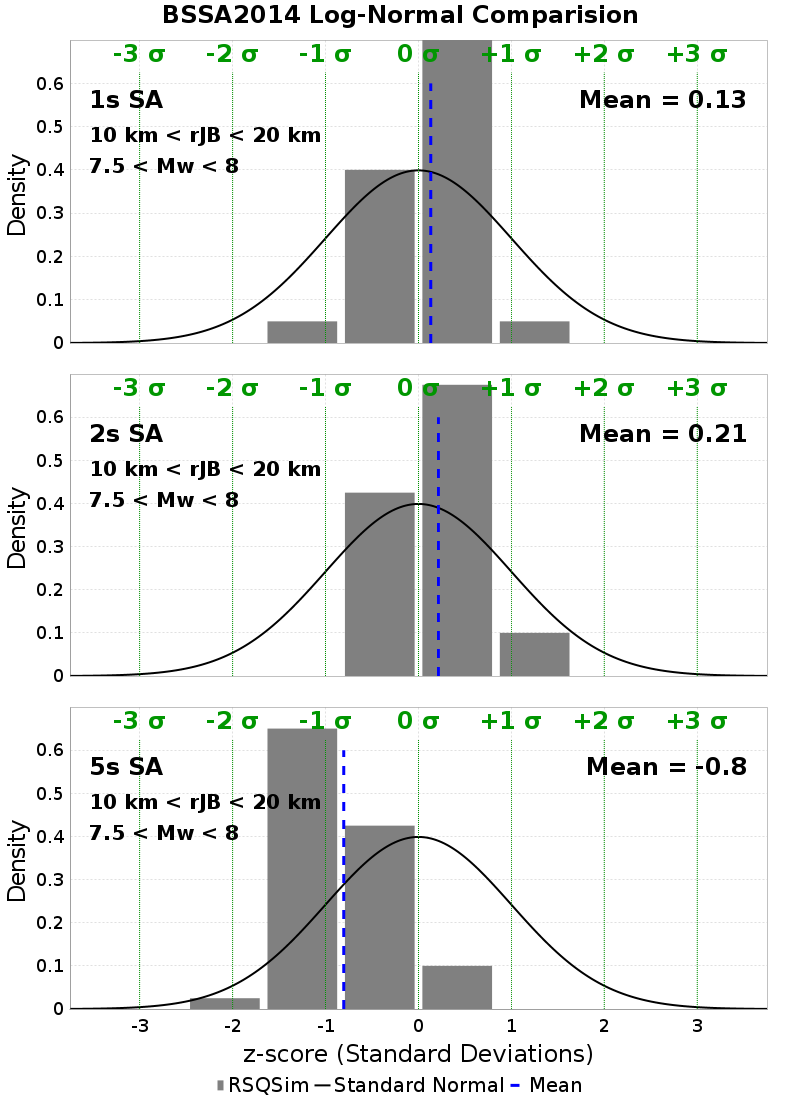 BSSA2014 Log-Normal Comparision
-3 σ -2 σ -1 σ 0 σ +1 σ +2 σ +3 σ
1s SA Mean = 0.13
10 km < rJB < 20 km
7.5 < Mw < 8
Density
0.6
0.5
0.4
0.3
0.2
0.1
0
-3 σ -2 σ -1 σ 0 σ +1 σ +2 σ +3 σ
2s SA Mean = 0.21
10 km < rJB < 20 km
7.5 < Mw < 8
Density
0.6
0.5
0.4
0.3
0.2
0.1
0
-3 σ -2 σ -1 σ 0 σ +1 σ +2 σ +3 σ
5s SA Mean = -0.8
10 km < rJB < 20 km
7.5 < Mw < 8
Density
0.6
0.5
0.4
0.3
0.2
0.1
0
-3 -2 -1 0 1 2 3
z-score (Standard Deviations)
RSQSim Standard Normal Mean